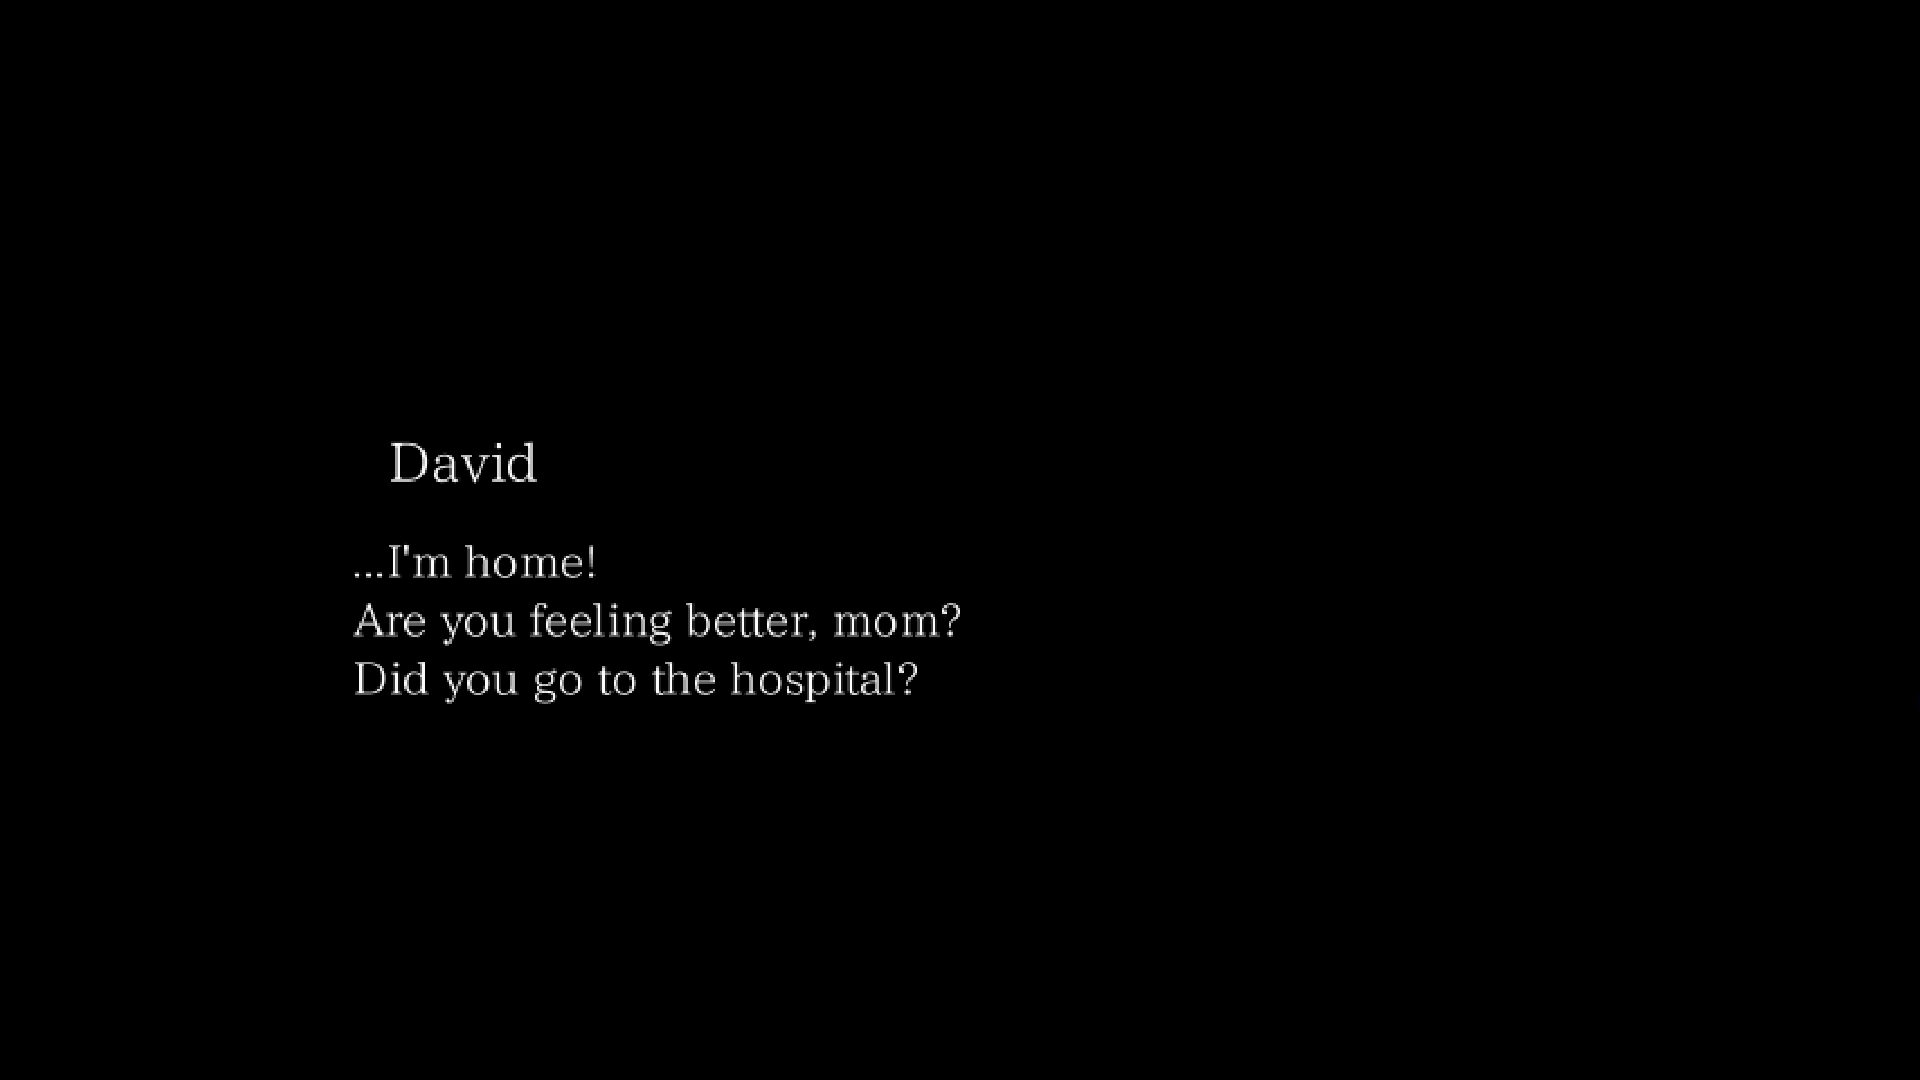 David
...I'm home!
Are you feeling better, mom?
Did you go to the hospital?